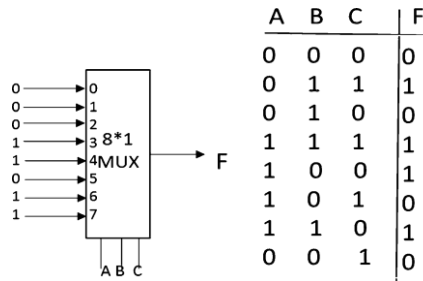 0 0
0 1
0 2
1 3
1 4
0 5
1 6
1 7
8*1
MUX
F
A B C
A B C F
0 0 0 0
0 1 1 1
0 1 0 0
1 1 1 1
1 0 0 1
1 0 1 0
1 1 0 1
0 0 1 0